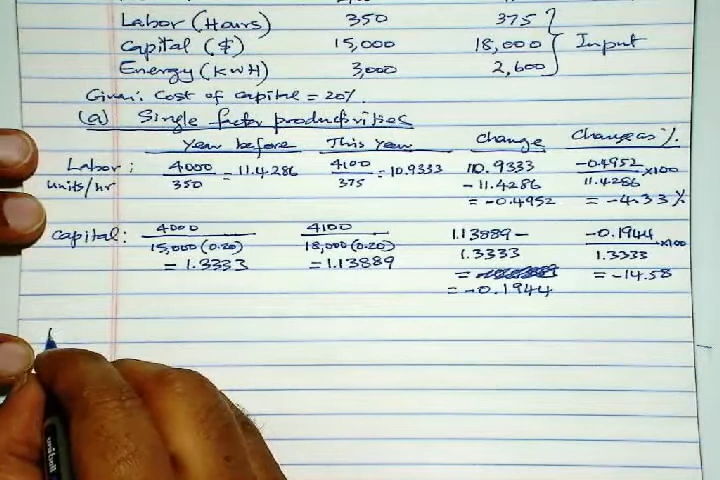 Labor (Hours) 350 375
Capital ($) 15,000 18,000 Input
Energy (KWH) 3,000 2,600
Given: Cost of capital = 20%.
(a) Single factor productivities
Year before This Year Change Change as %.
Labor: 4000/350 = 11.4286 4100/375 = 10.9333 10.9333 -0.4952/11.4286 ×100
units/hr - 11.4286
= -0.4952 = -4.33%
Capital: 4000/15,000(0.20) 4100/18,000(0.20) 1.13889 - -0.1944/1.3333 ×100
= 1.3333 = 1.13889 1.3333
= = -14.58
= -0.1944
uniball